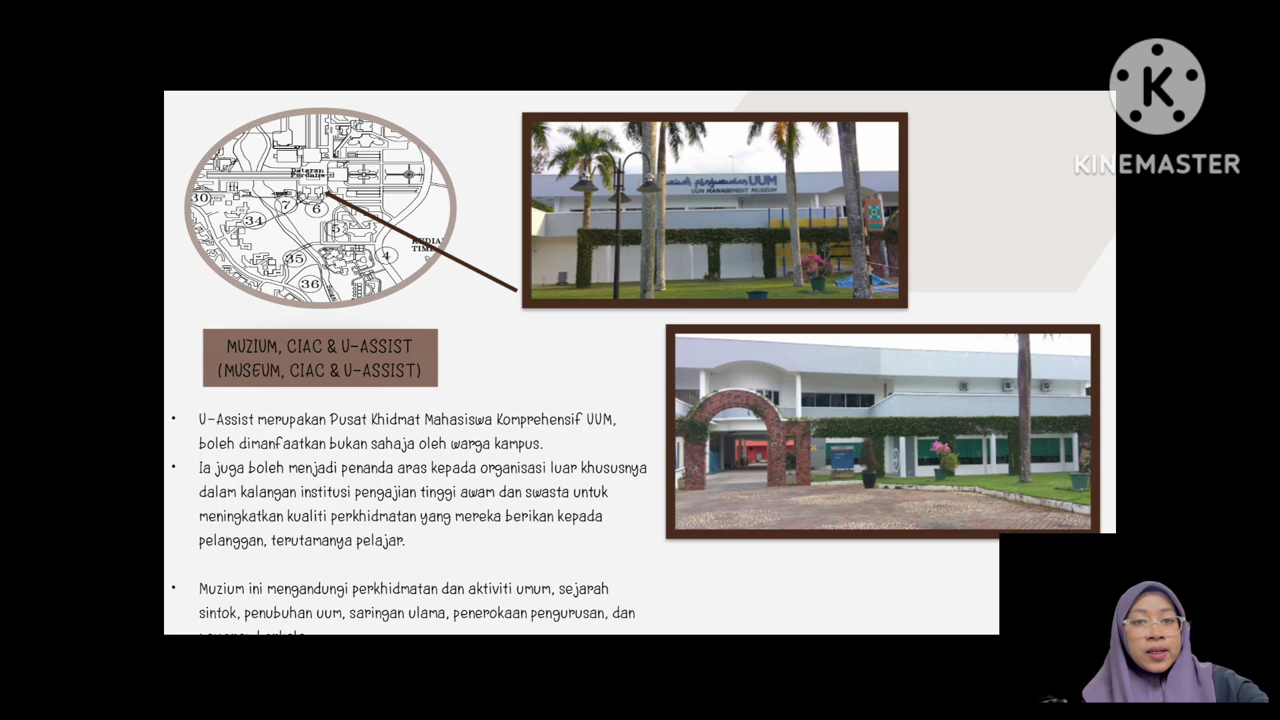 KINEMASTER
Dataran
Perdana
30
7
6
34
5
4
35
36
UUM
UUM MANAGEMENT MUSEUM
MUZIUM, CIAC & U-ASSIST
(MUSEUM, CIAC & U-ASSIST)
• U-Assist merupakan Pusat Khidmat Mahasiswa Komprehensif UUM,
boleh dimanfaatkan bukan sahaja oleh warga kampus.
• Ia juga boleh menjadi penanda aras kepada organisasi luar khususnya
dalam kalangan institusi pengajian tinggi awam dan swasta untuk
meningkatkan kualiti perkhidmatan yang mereka berikan kepada
pelanggan, terutamanya pelajar.
• Muzium ini mengandungi perkhidmatan dan aktiviti umum, sejarah
sintok, penubuhan uum, saringan ulama, penerokaan pengurusan, dan